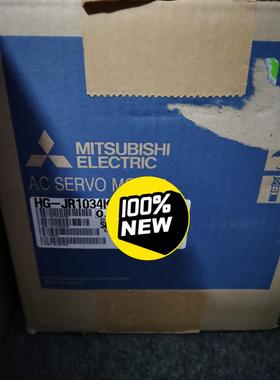 MITSUBISHI
ELECTRIC
AC SERVO MO
HG-JR1034K
100%
NEW